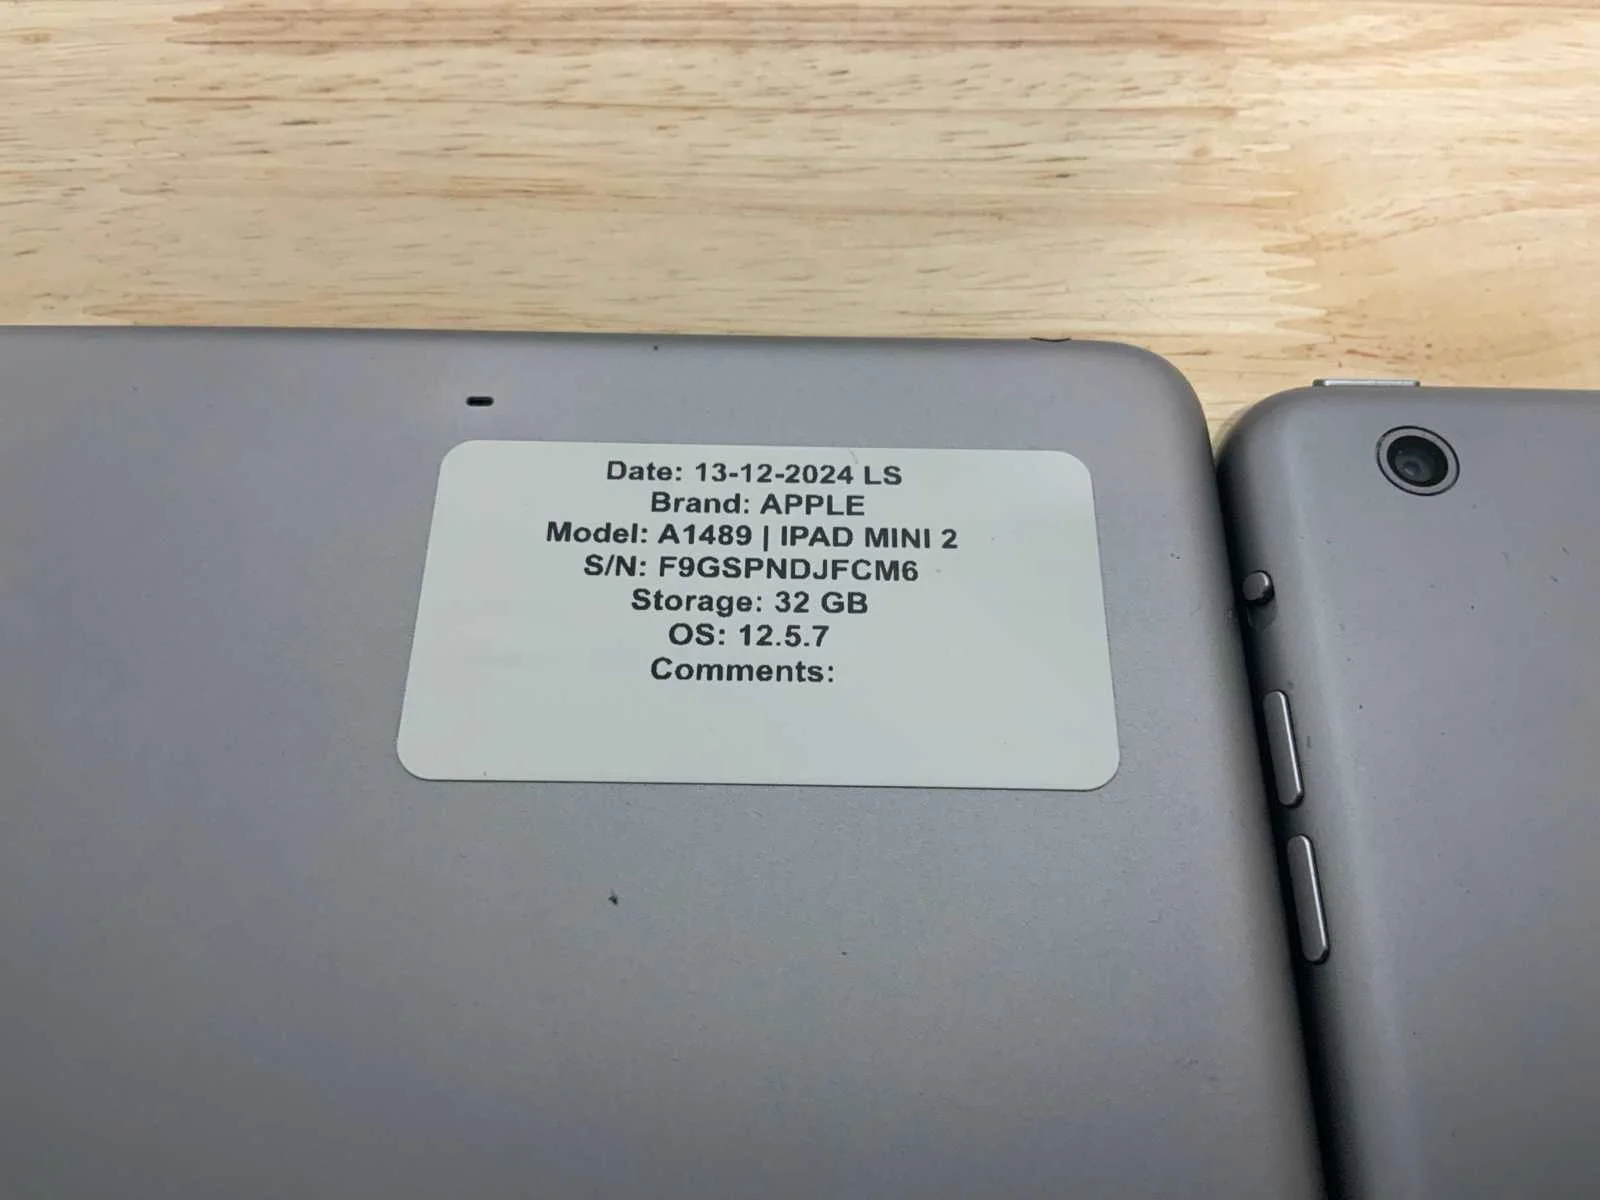 Date: 13-12-2024 LS
Brand: APPLE
Model: A1489 | IPAD MINI 2
S/N: F9GSPNDJFCM6
Storage: 32 GB
OS: 12.5.7
Comments: